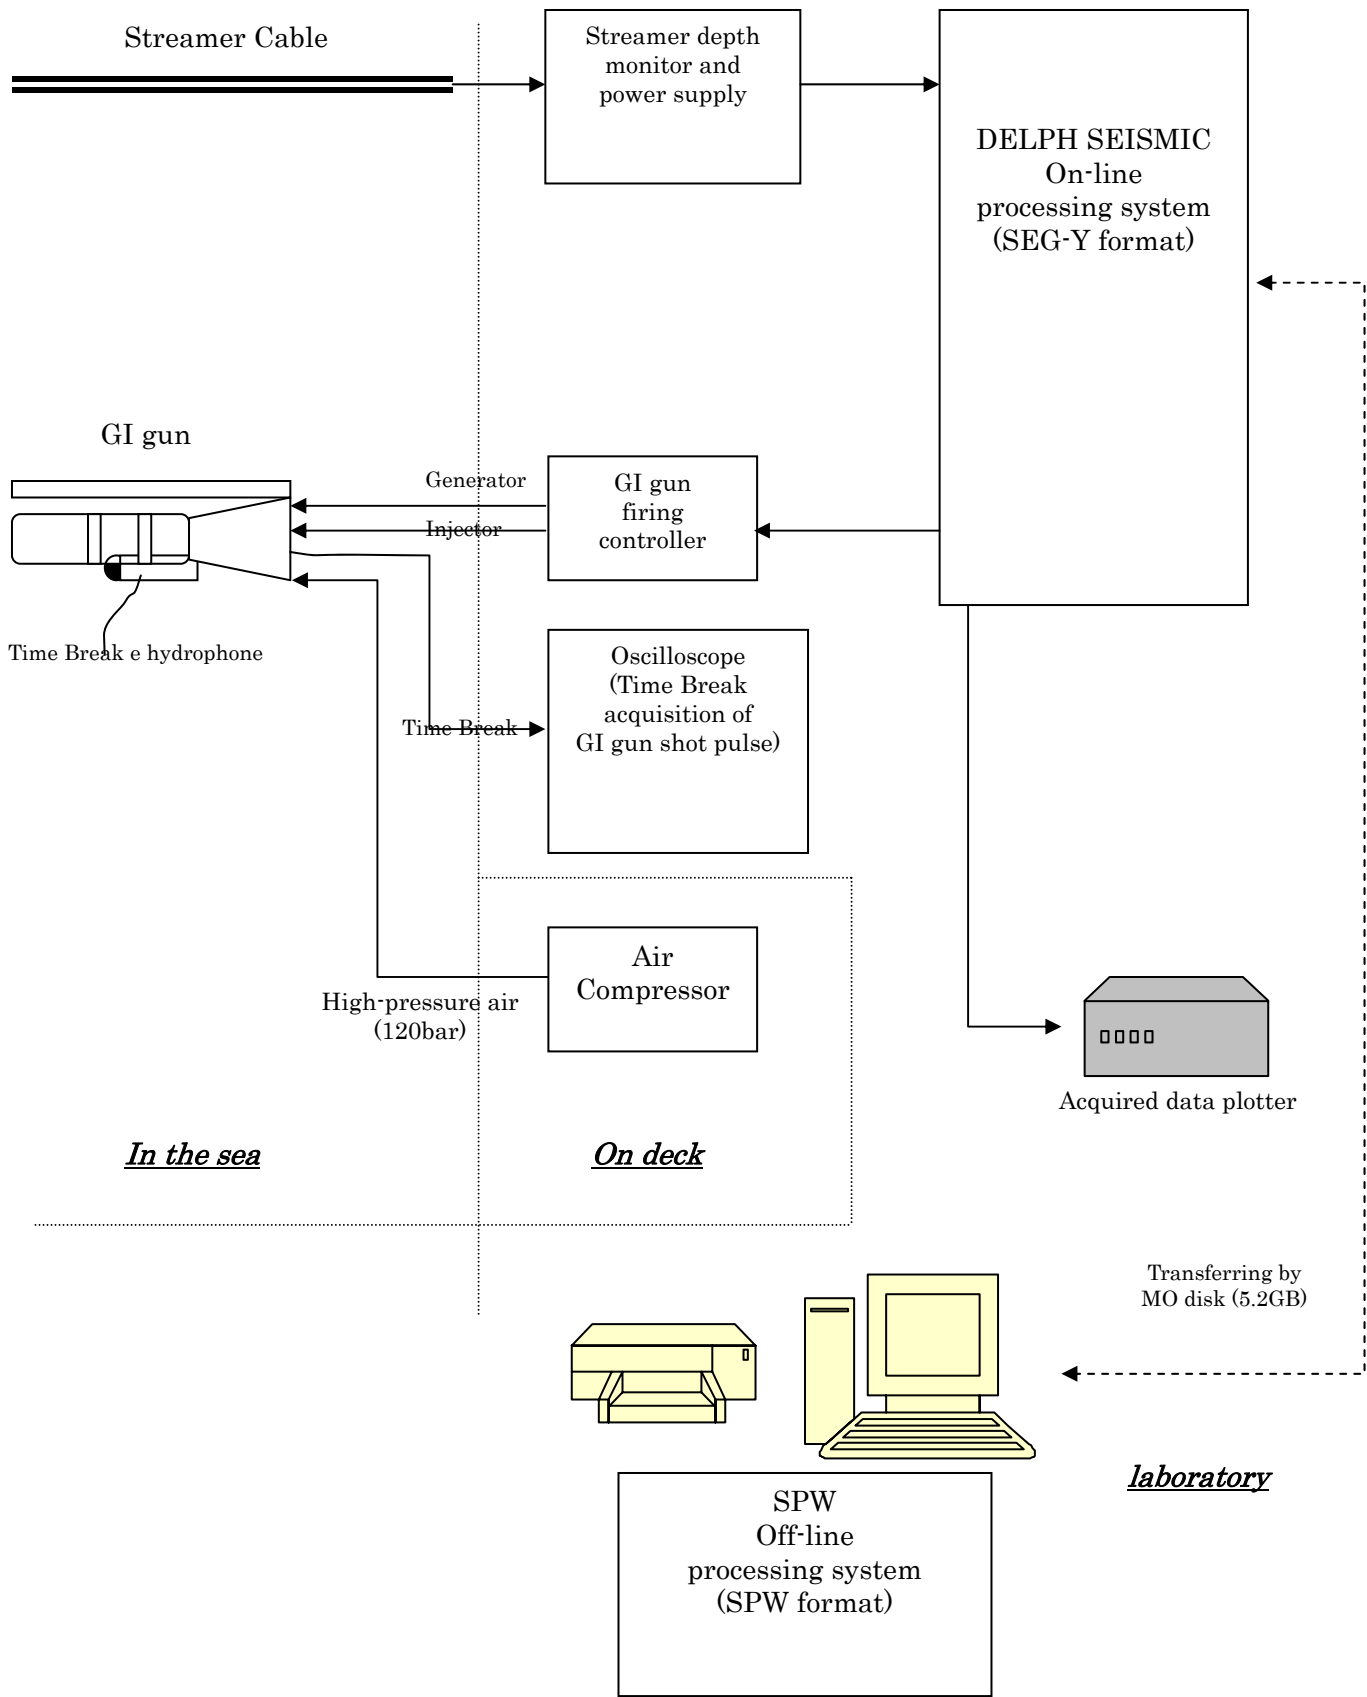 Streamer Cable
Streamer depth
monitor and
power supply
DELPH SEISMIC
On-line
processing system
(SEG-Y format)
GI gun
Generator
Injector
GI gun
firing
controller
Time Break e hydrophone
Oscilloscope
(Time Break
acquisition of
GI gun shot pulse)
Time Break
Air
Compressor
High-pressure air
(120bar)
Acquired data plotter
In the sea
On deck
Transferring by
MO disk (5.2GB)
laboratory
SPW
Off-line
processing system
(SPW format)